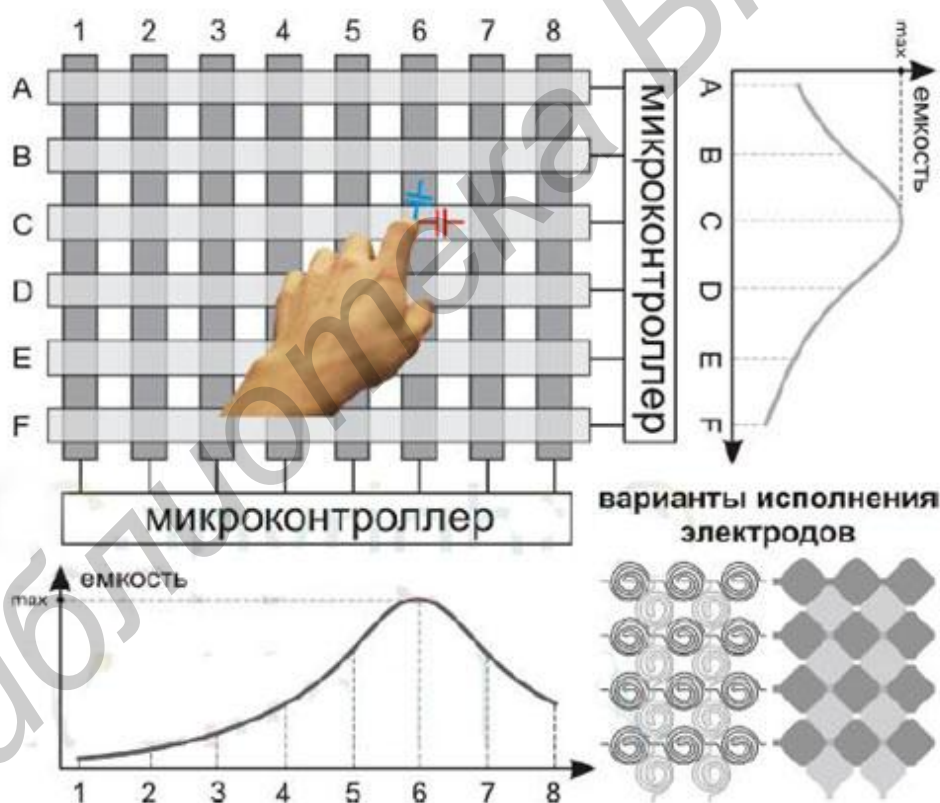 1 2 3 4 5 6 7 8
A
B
C
D
E
F
микроконтроллер
микроконтроллер
max
емкость
A
B
C
D
E
F
варианты исполнения
электродов
емкость
max
1 2 3 4 5 6 7 8
Библиотека